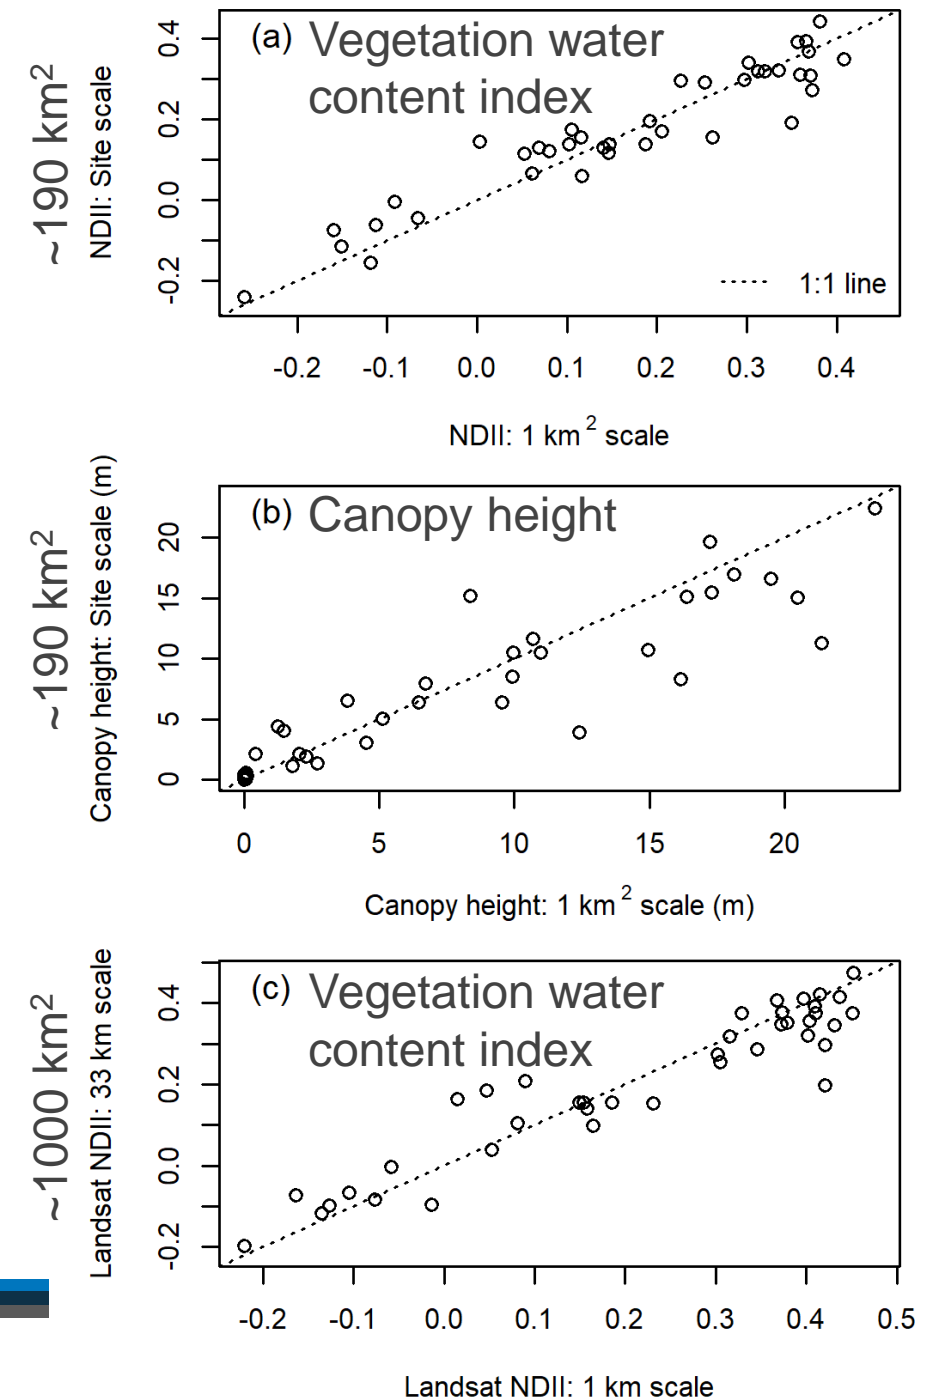 ~190 km²
NDII: Site scale
(a) Vegetation water
content index
0.4
0.2
0.0
-0.2
1:1 line
-0.2 -0.1 0.0 0.1 0.2 0.3 0.4
NDII: 1 km ² scale
~190 km²
Canopy height: Site scale (m)
(b) Canopy height
20
15
10
5
0
0 5 10 15 20
Canopy height: 1 km ² scale (m)
~1000 km²
Landsat NDII: 33 km scale
(c) Vegetation water
content index
0.4
0.2
0.0
-0.2
-0.2 -0.1 0.0 0.1 0.2 0.3 0.4 0.5
Landsat NDII: 1 km scale